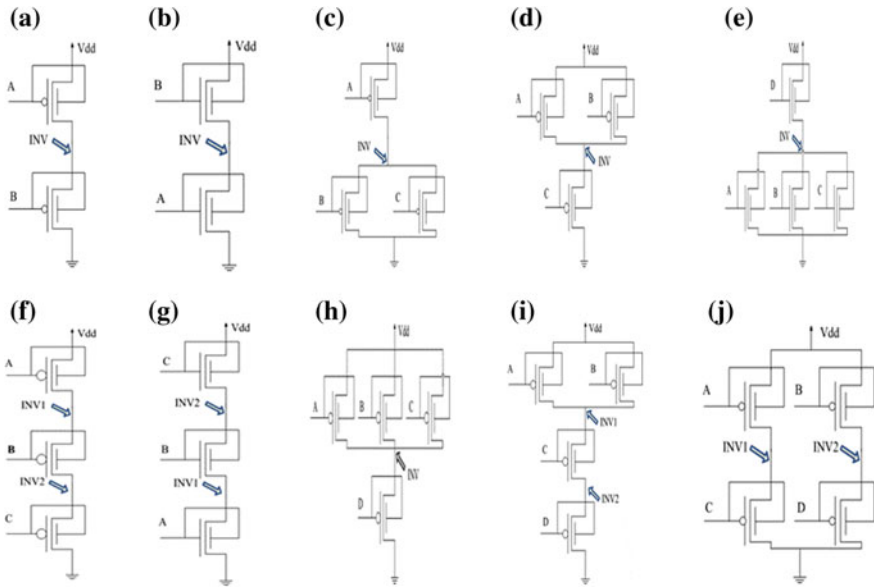 (a)
Vdd
A
INV
B
(b)
Vdd
B
INV
A
(c)
Vdd
A
INV
B
C
(d)
Vdd
A
B
INV
C
(e)
Vdd
D
INV
A
B
C
(f)
Vdd
A
INV1
B
INV2
C
(g)
Vdd
C
INV2
B
INV1
A
(h)
Vdd
A
B
C
INV
D
(i)
Vdd
A
B
INV1
C
INV2
D
(j)
Vdd
A
B
INV1
INV2
C
D